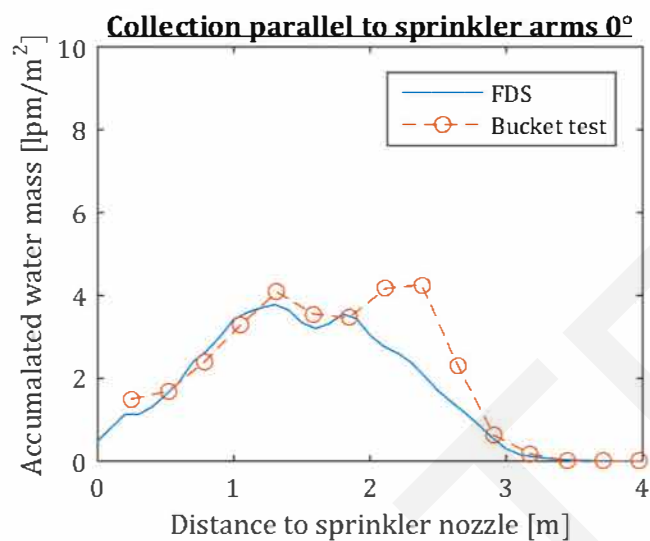 Collection parallel to sprinkler arms 0°
10
8
6
4
2
0
Accumalated water mass [lpm/m²]
FDS
Bucket test
0 1 2 3 4
Distance to sprinkler nozzle [m]